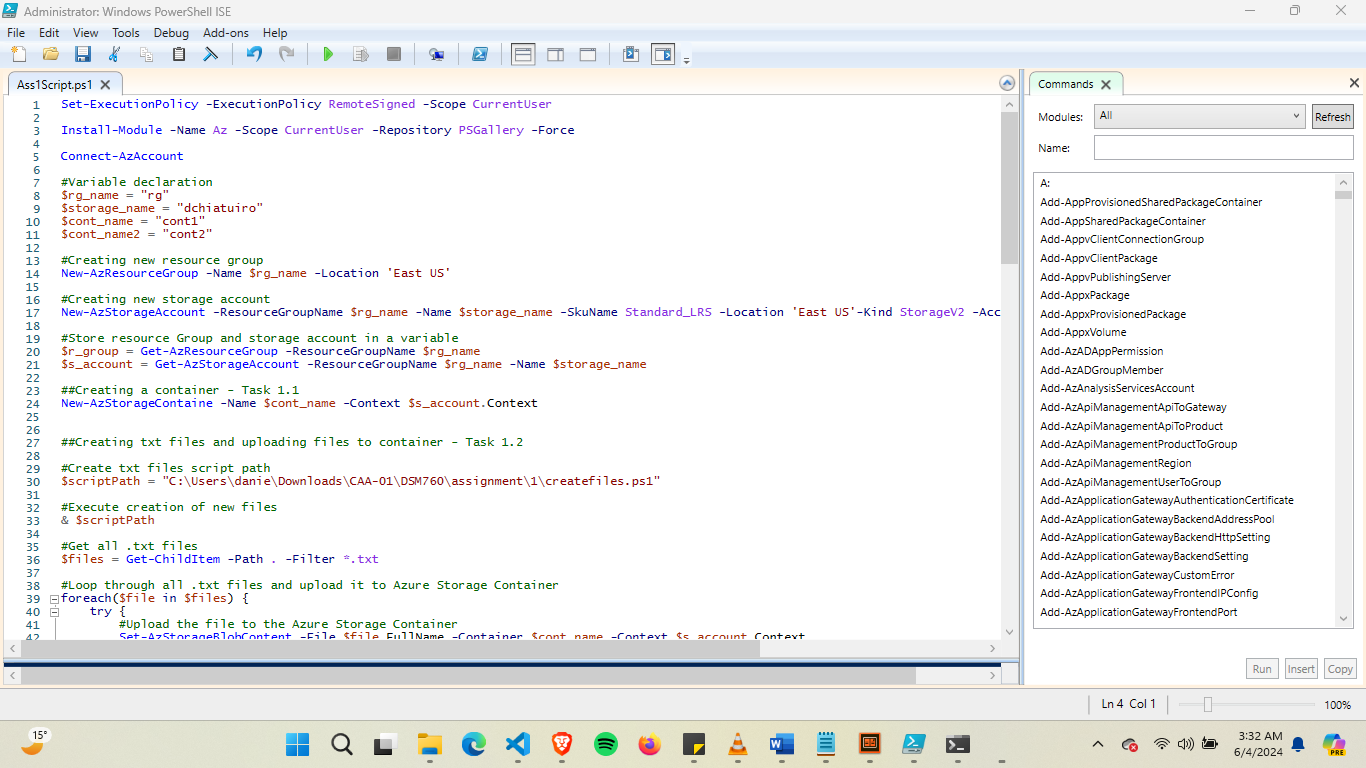 Administrator: Windows PowerShell ISE
File Edit View Tools Debug Add-ons Help
Ass1Script.ps1
1 Set-ExecutionPolicy -ExecutionPolicy RemoteSigned -Scope CurrentUser
2
3 Install-Module -Name Az -Scope CurrentUser -Repository PSGallery -Force
4
5 Connect-AzAccount
6
7 #Variable declaration
8 $rg_name = "rg"
9 $storage_name = "dchiatuiro"
10 $cont_name = "cont1"
11 $cont_name2 = "cont2"
12
13 #Creating new resource group
14 New-AzResourceGroup -Name $rg_name -Location 'East US'
15
16 #Creating new storage account
17 New-AzStorageAccount -ResourceGroupName $rg_name -Name $storage_name -SkuName Standard_LRS -Location 'East US'-Kind StorageV2 -Acc
18
19 #Store resource Group and storage account in a variable
20 $r_group = Get-AzResourceGroup -ResourceGroupName $rg_name
21 $s_account = Get-AzStorageAccount -ResourceGroupName $rg_name -Name $storage_name
22
23 ##Creating a container - Task 1.1
24 New-AzStorageContaine -Name $cont_name -Context $s_account.Context
25
26
27 ##Creating txt files and uploading files to container - Task 1.2
28
29 #Create txt files script path
30 $scriptPath = "C:\Users\danie\Downloads\CAA-01\DSM760\assignment\1\createfiles.ps1"
31
32 #Execute creation of new files
33 & $scriptPath
34
35 #Get all .txt files
36 $files = Get-ChildItem -Path . -Filter *.txt
37
38 #Loop through all .txt files and upload it to Azure Storage Container
39 foreach($file in $files) {
40 try {
41 #Upload the file to the Azure Storage Container
42 Set-AzStorageBlobContent -File $file.FullName -Container $cont_name -Context $s_account.Context
Commands
Modules: All Refresh
Name:
A:
Add-AppProvisionedSharedPackageContainer
Add-AppSharedPackageContainer
Add-AppvClientConnectionGroup
Add-AppvClientPackage
Add-AppvPublishingServer
Add-AppxPackage
Add-AppxProvisionedPackage
Add-AppxVolume
Add-AzADAppPermission
Add-AzADGroupMember
Add-AzAnalysisServicesAccount
Add-AzApiManagementApiToGateway
Add-AzApiManagementApiToProduct
Add-AzApiManagementProductToGroup
Add-AzApiManagementRegion
Add-AzApiManagementUserToGroup
Add-AzApplicationGatewayAuthenticationCertificate
Add-AzApplicationGatewayBackendAddressPool
Add-AzApplicationGatewayBackendHttpSetting
Add-AzApplicationGatewayBackendSetting
Add-AzApplicationGatewayCustomError
Add-AzApplicationGatewayFrontendIPConfig
Add-AzApplicationGatewayFrontendPort
Run Insert Copy
Ln 4 Col 1 100%
15°
3:32 AM
6/4/2024
PRE